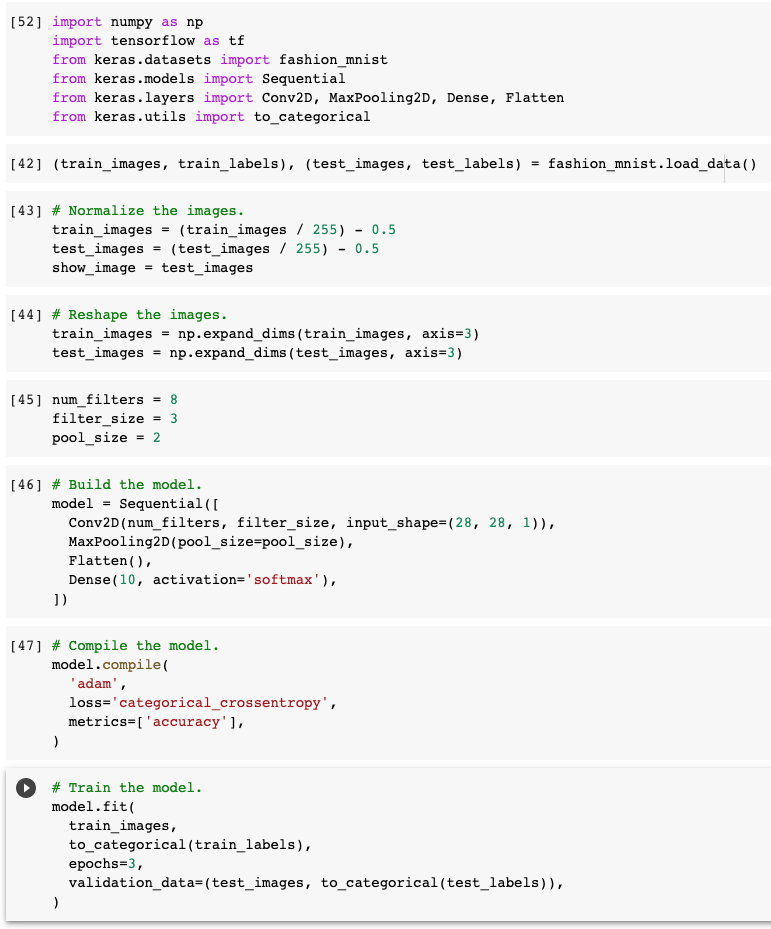 [52] import numpy as np
import tensorflow as tf
from keras.datasets import fashion_mnist
from keras.models import Sequential
from keras.layers import Conv2D, MaxPooling2D, Dense, Flatten
from keras.utils import to_categorical
[42] (train_images, train_labels), (test_images, test_labels) = fashion_mnist.load_data()
[43] # Normalize the images.
train_images = (train_images / 255) - 0.5
test_images = (test_images / 255) - 0.5
show_image = test_images
[44] # Reshape the images.
train_images = np.expand_dims(train_images, axis=3)
test_images = np.expand_dims(test_images, axis=3)
[45] num_filters = 8
filter_size = 3
pool_size = 2
[46] # Build the model.
model = Sequential([
  Conv2D(num_filters, filter_size, input_shape=(28, 28, 1)),
  MaxPooling2D(pool_size=pool_size),
  Flatten(),
  Dense(10, activation='softmax'),
])
[47] # Compile the model.
model.compile(
  'adam',
  loss='categorical_crossentropy',
  metrics=['accuracy'],
)
# Train the model.
model.fit(
  train_images,
  to_categorical(train_labels),
  epochs=3,
  validation_data=(test_images, to_categorical(test_labels)),
)